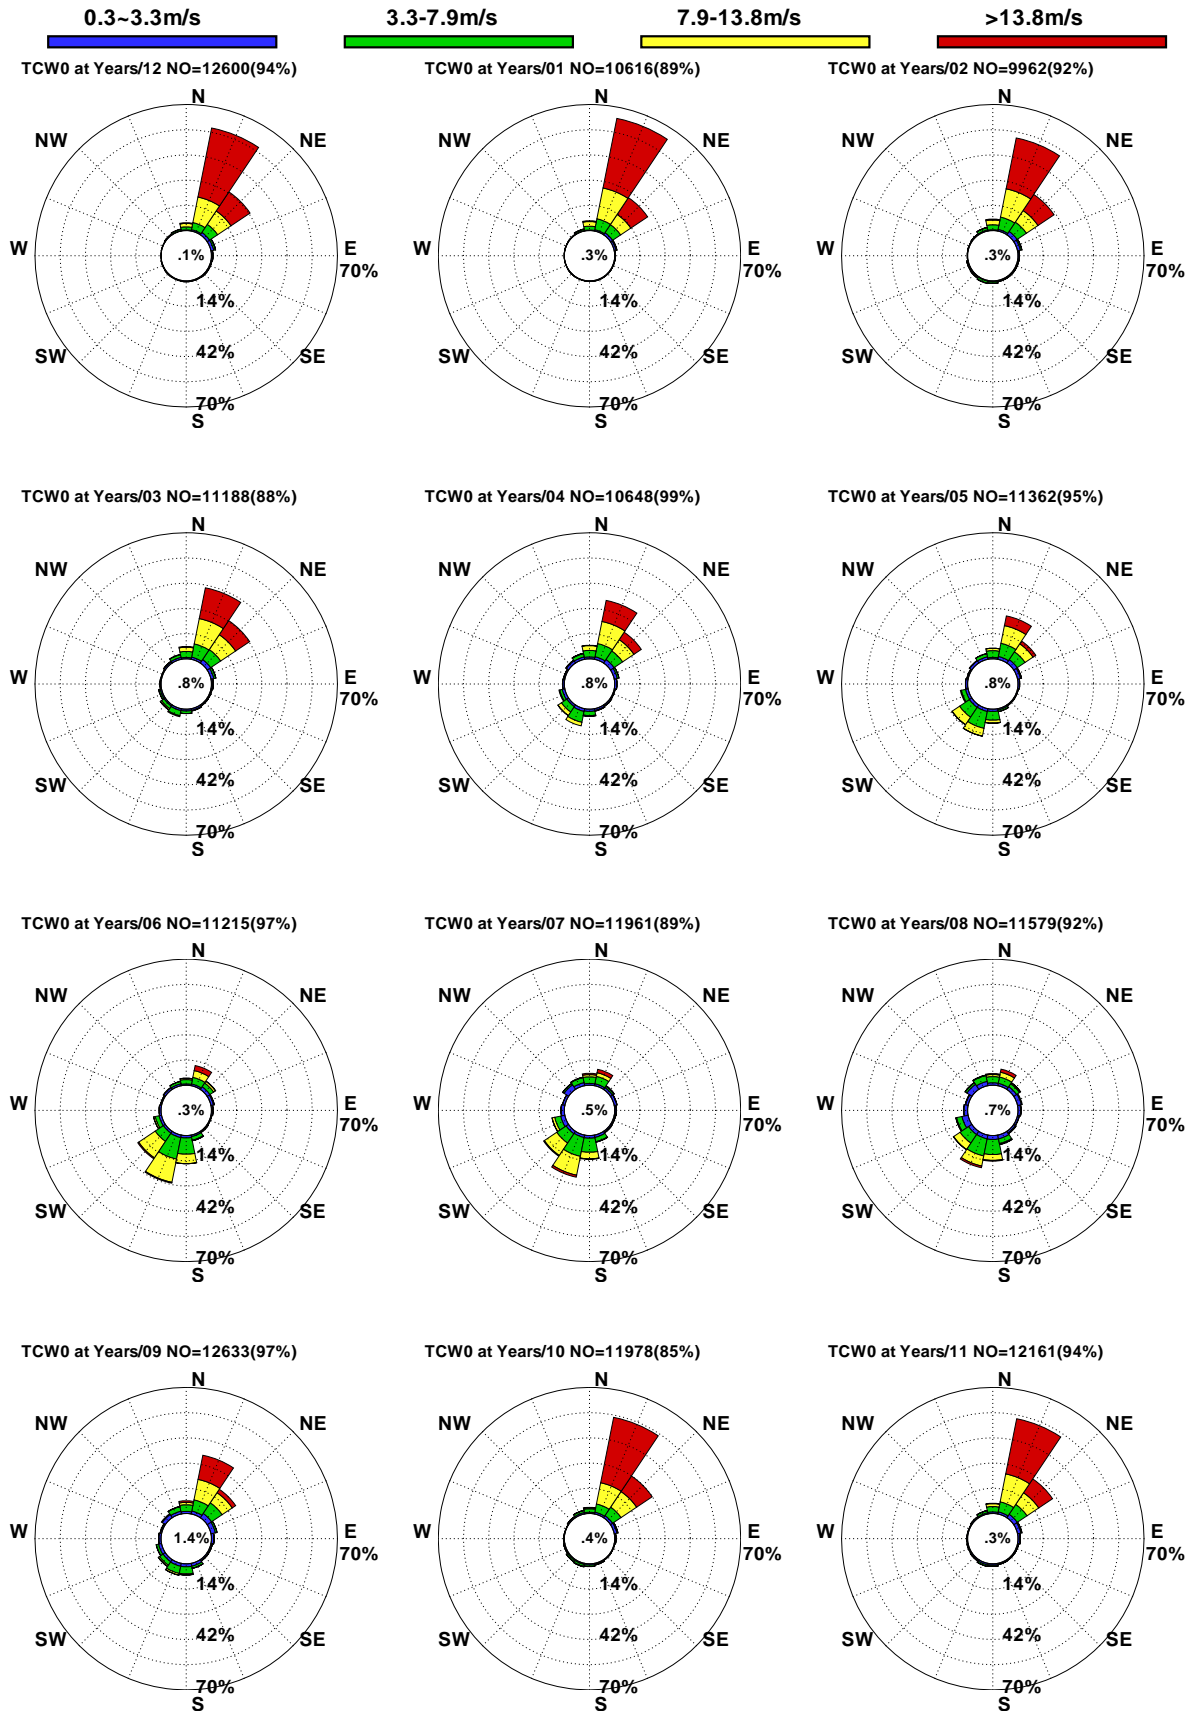 0.3~3.3m/s 3.3-7.9m/s 7.9-13.8m/s >13.8m/s
TCW0 at Years/12 NO=12600(94%) TCW0 at Years/01 NO=10616(89%) TCW0 at Years/02 NO=9962(92%)
N N N
NW NE NW NE NW NE
W .1% E W .3% E W .3% E
70% 70% 70%
14% 14% 14%
SW 42% SE SW 42% SE SW 42% SE
70% 70% 70%
S S S
TCW0 at Years/03 NO=11188(88%) TCW0 at Years/04 NO=10648(99%) TCW0 at Years/05 NO=11362(95%)
N N N
NW NE NW NE NW NE
W .8% E W .8% E W .8% E
70% 70% 70%
14% 14% 14%
SW 42% SE SW 42% SE SW 42% SE
70% 70% 70%
S S S
TCW0 at Years/06 NO=11215(97%) TCW0 at Years/07 NO=11961(89%) TCW0 at Years/08 NO=11579(92%)
N N N
NW NE NW NE NW NE
W .3% E W .5% E W .7% E
70% 70% 70%
14% 14% 14%
SW 42% SE SW 42% SE SW 42% SE
70% 70% 70%
S S S
TCW0 at Years/09 NO=12633(97%) TCW0 at Years/10 NO=11978(85%) TCW0 at Years/11 NO=12161(94%)
N N N
NW NE NW NE NW NE
W 1.4% E W .4% E W .3% E
70% 70% 70%
14% 14% 14%
SW 42% SE SW 42% SE SW 42% SE
70% 70% 70%
S S S